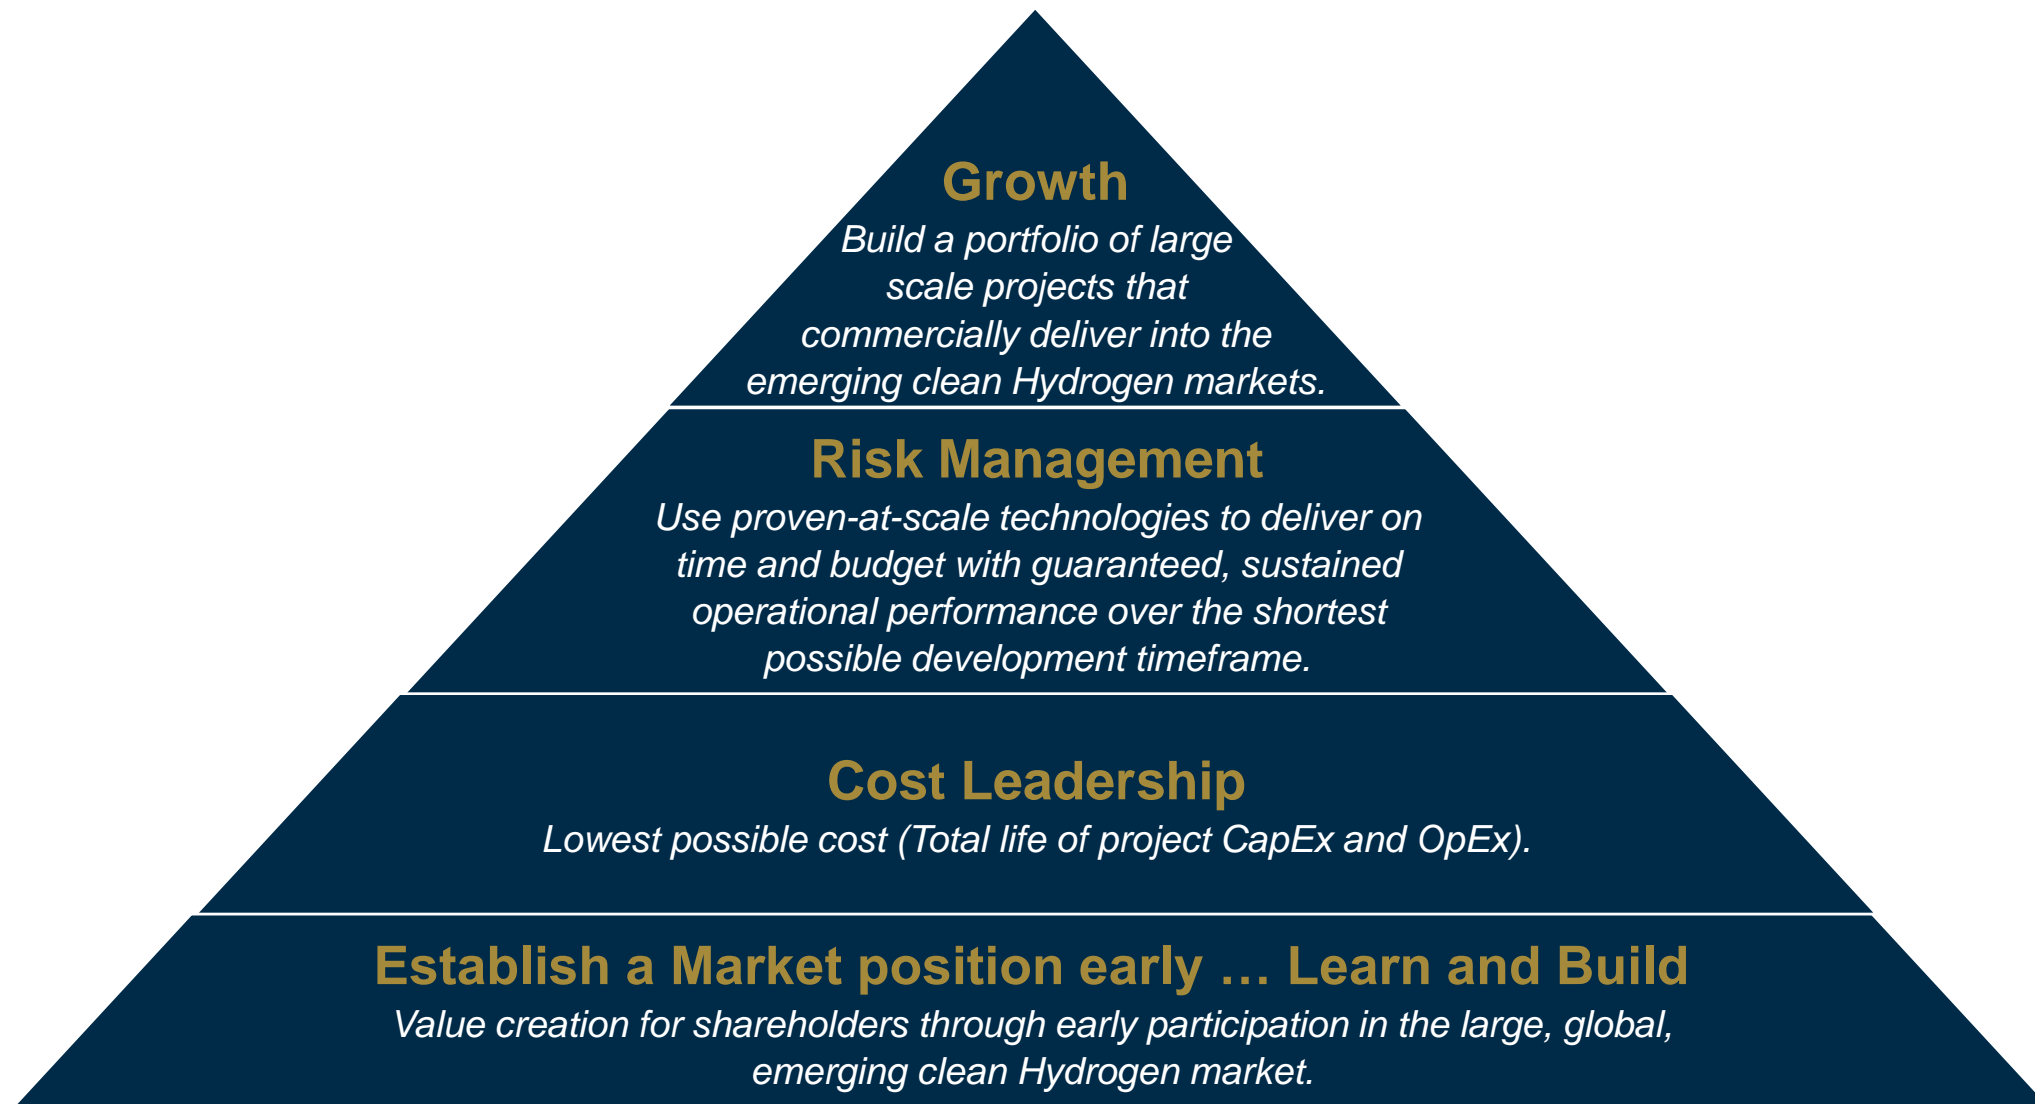 Growth
Build a portfolio of large
scale projects that
commercially deliver into the
emerging clean Hydrogen markets.
Risk Management
Use proven-at-scale technologies to deliver on
time and budget with guaranteed, sustained
operational performance over the shortest
possible development timeframe.
Cost Leadership
Lowest possible cost (Total life of project CapEx and OpEx).
Establish a Market position early … Learn and Build
Value creation for shareholders through early participation in the large, global,
emerging clean Hydrogen market.